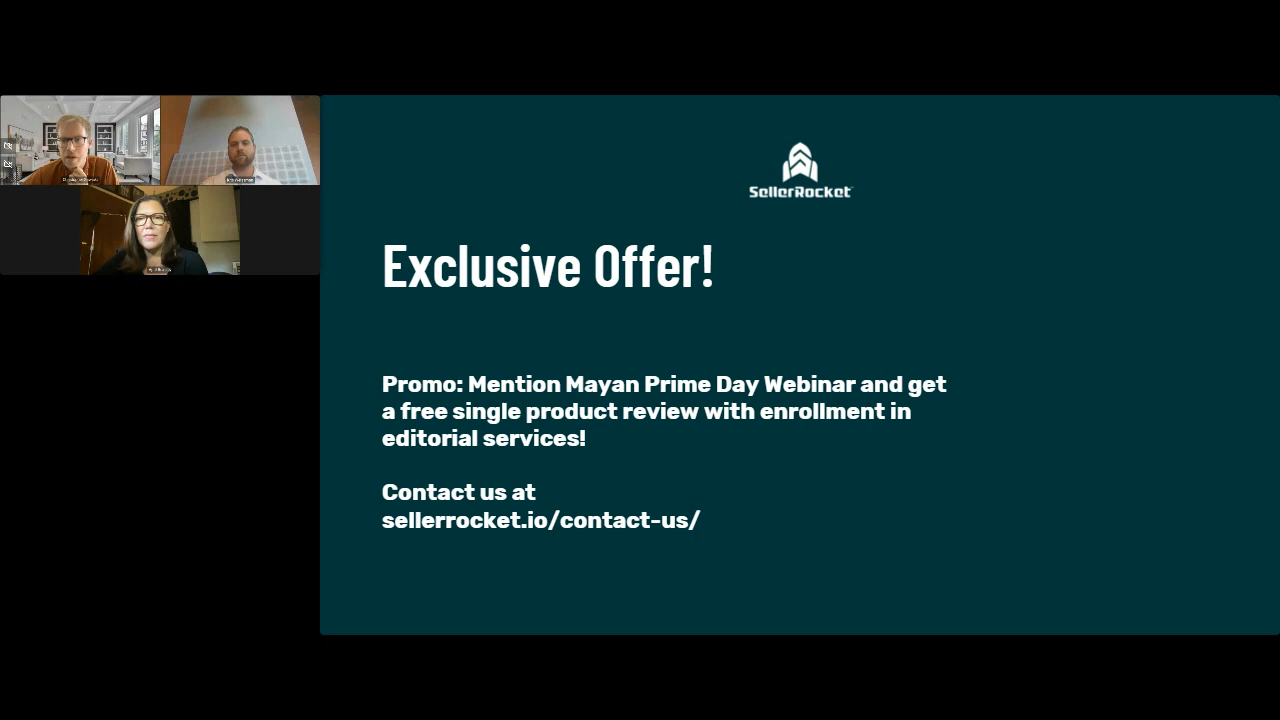 SellerRocket
Exclusive Offer!
Promo: Mention Mayan Prime Day Webinar and get
a free single product review with enrollment in
editorial services!
Contact us at
sellerrocket.io/contact-us/